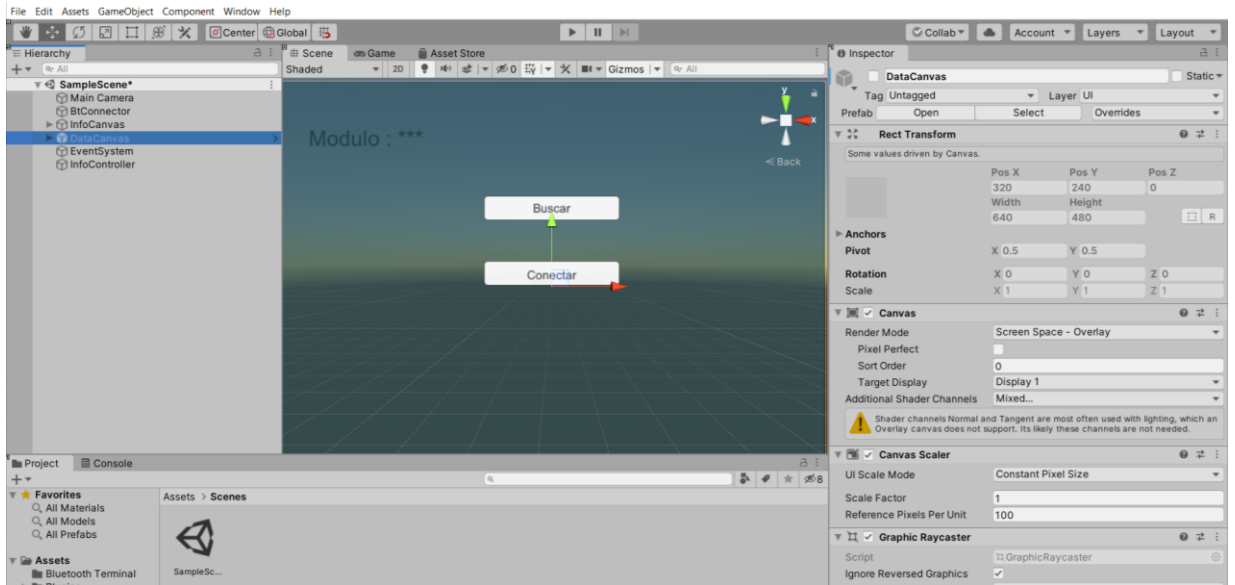 File Edit Assets GameObject Component Window Help
Center Global Collab Account Layers Layout
Hierarchy
All
SampleScene*
Main Camera
BtConnector
InfoCanvas
DataCanvas
EventSystem
InfoController
Scene Game Asset Store
Shaded 2D 0 Gizmos All
y
x
Back
Modulo : ***
Buscar
Conectar
Inspector
DataCanvas Static
Tag Untagged Layer UI
Prefab Open Select Overrides
Rect Transform
Some values driven by Canvas.
Pos X Pos Y Pos Z
320 240 0
Width Height
640 480 R
Anchors
Pivot X 0.5 Y 0.5
Rotation X 0 Y 0 Z 0
Scale X 1 Y 1 Z 1
Canvas
Render Mode Screen Space - Overlay
Pixel Perfect
Sort Order 0
Target Display Display 1
Additional Shader Channels Mixed...
Shader channels Normal and Tangent are most often used with lighting, which an
Overlay canvas does not support. Its likely these channels are not needed.
Canvas Scaler
UI Scale Mode Constant Pixel Size
Scale Factor 1
Reference Pixels Per Unit 100
Graphic Raycaster
Script GraphicRaycaster
Ignore Reversed Graphics
Project Console
8
Favorites
All Materials
All Models
All Prefabs
Assets
Bluetooth Terminal
Assets > Scenes
SampleSc...